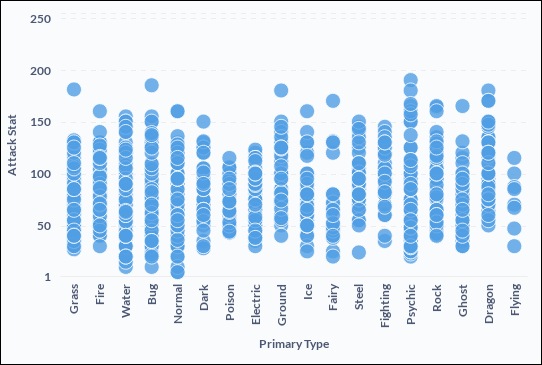 250
200
150
100
50
1
Attack Stat
Grass
Fire
Water
Bug
Normal
Dark
Poison
Electric
Ground
Ice
Fairy
Steel
Fighting
Psychic
Rock
Ghost
Dragon
Flying
Primary Type